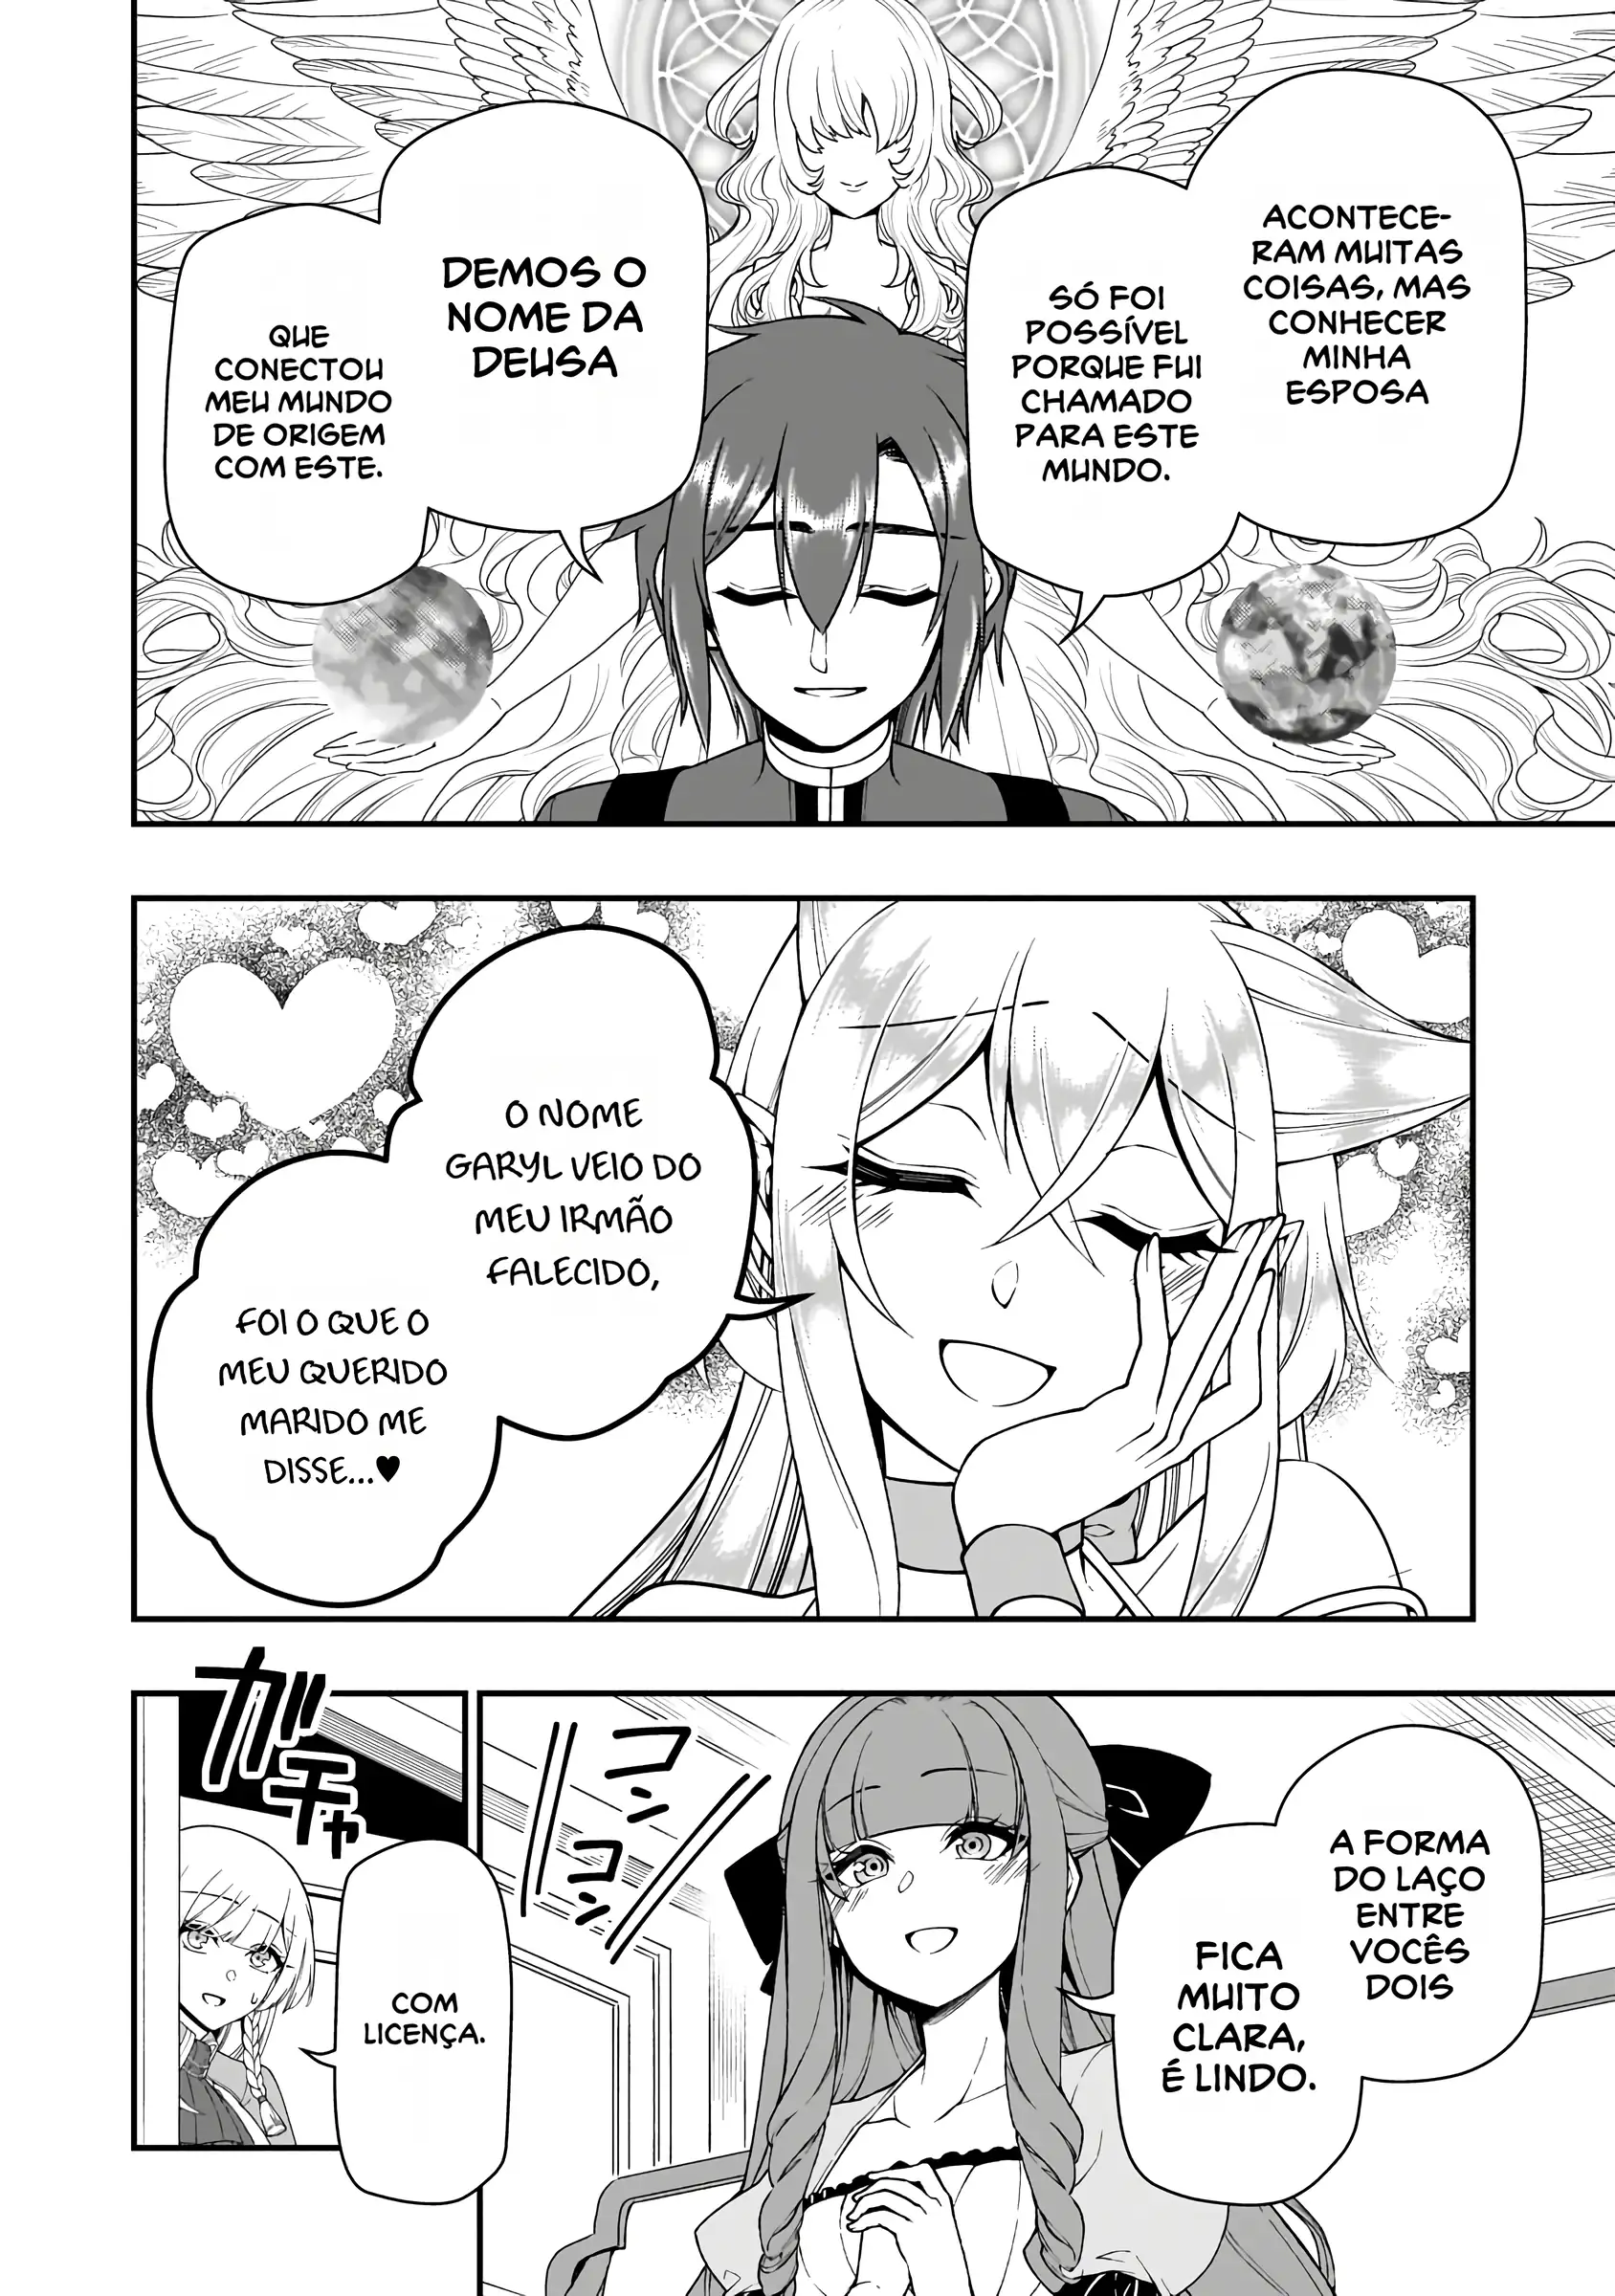 ACONTECE-
RAM MUITAS
COISAS, MAS
CONHECER
MINHA
ESPOSA
SÓ FOI
POSSÍVEL
PORQUE FUI
CHAMADO
PARA ESTE
MUNDO.
DEMOS O
NOME DA
DEUSA
QUE
CONECTOU
MEU MUNDO
DE ORIGEM
COM ESTE.
O NOME
GARYL VEIO DO
MEU IRMÃO
FALECIDO,
FOI O QUE O
MEU QUERIDO
MARIDO ME
DISSE...♥
A FORMA
DO LAÇO
ENTRE
VOCÊS
DOIS
FICA
MUITO
CLARA,
É LINDO.
コン
コン
ガチャ
COM
LICENÇA.